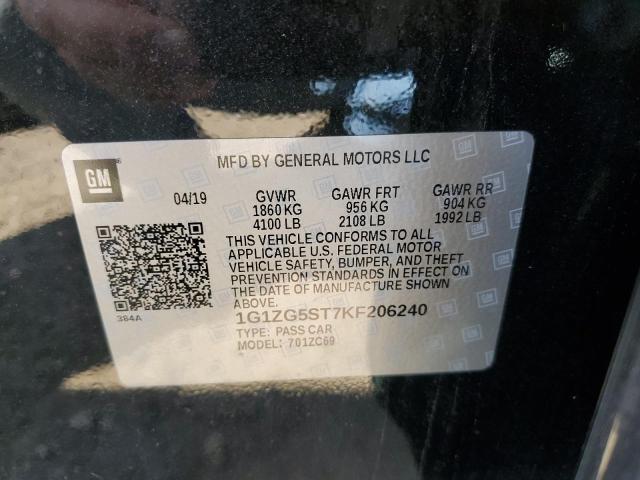 GM
MFD BY GENERAL MOTORS LLC
04/19 GVWR GAWR FRT GAWR RR
1860 KG 956 KG 904 KG
4100 LB 2108 LB 1992 LB
THIS VEHICLE CONFORMS TO ALL
APPLICABLE U.S. FEDERAL MOTOR
VEHICLE SAFETY, BUMPER, AND THEFT
PREVENTION STANDARDS IN EFFECT ON
THE DATE OF MANUFACTURE SHOWN
ABOVE.
384A
1G1ZG5ST7KF206240
TYPE: PASS CAR
MODEL: 701ZC69